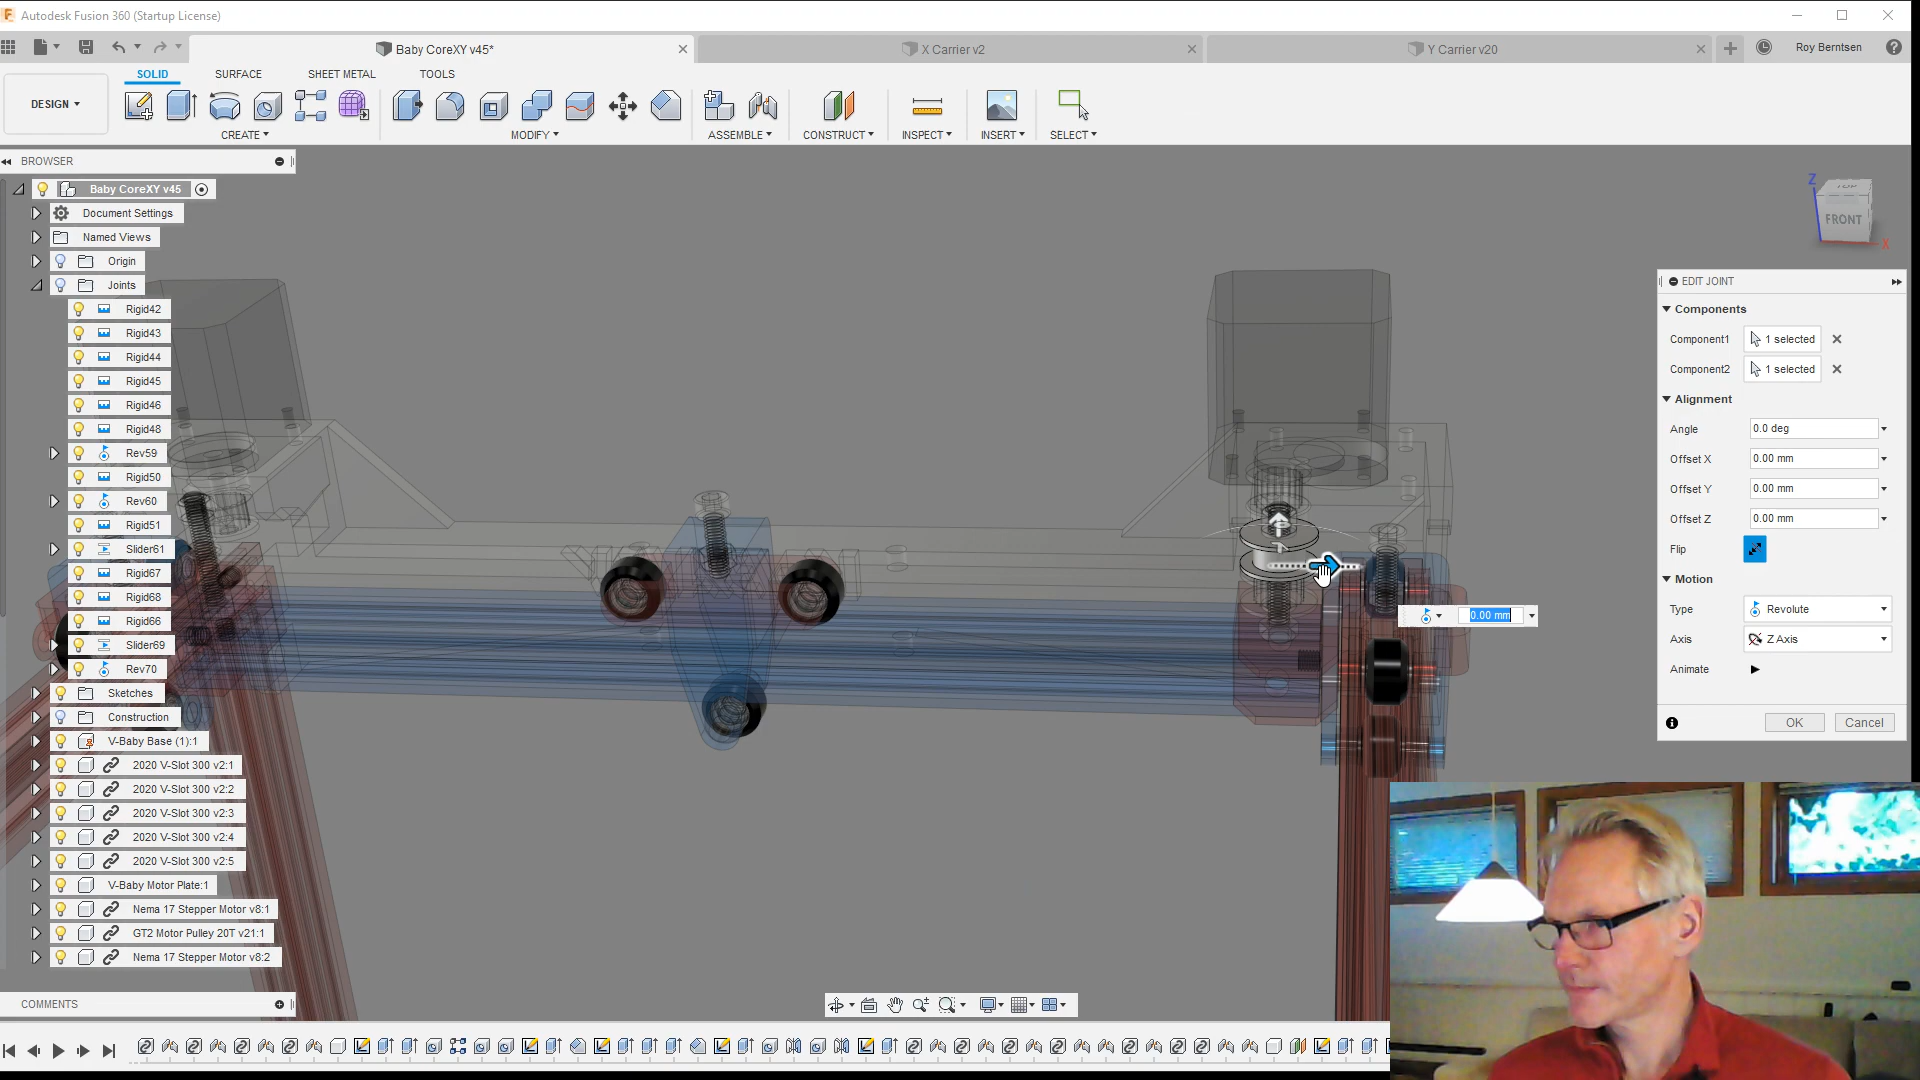 Autodesk Fusion 360 (Startup License)
Baby CoreXY v45*
X Carrier v2
Y Carrier v20
Roy Berntsen
DESIGN
SOLID
SURFACE
SHEET METAL
TOOLS
CREATE
MODIFY
ASSEMBLE
CONSTRUCT
INSPECT
INSERT
SELECT
BROWSER
Baby CoreXY v45
Document Settings
Named Views
Origin
Joints
Rigid42
Rigid43
Rigid44
Rigid45
Rigid46
Rigid48
Rev59
Rigid50
Rev60
Rigid51
Slider61
Rigid67
Rigid68
Rigid66
Slider69
Rev70
Sketches
Construction
V-Baby Base (1):1
2020 V-Slot 300 v2:1
2020 V-Slot 300 v2:2
2020 V-Slot 300 v2:3
2020 V-Slot 300 v2:4
2020 V-Slot 300 v2:5
V-Baby Motor Plate:1
Nema 17 Stepper Motor v8:1
GT2 Motor Pulley 20T v21:1
Nema 17 Stepper Motor v8:2
COMMENTS
Z
TOP
FRONT
X
0.00 mm
EDIT JOINT
Components
Component1 1 selected
Component2 1 selected
Alignment
Angle 0.0 deg
Offset X 0.00 mm
Offset Y 0.00 mm
Offset Z 0.00 mm
Flip
Motion
Type Revolute
Axis Z Axis
Animate
OK Cancel